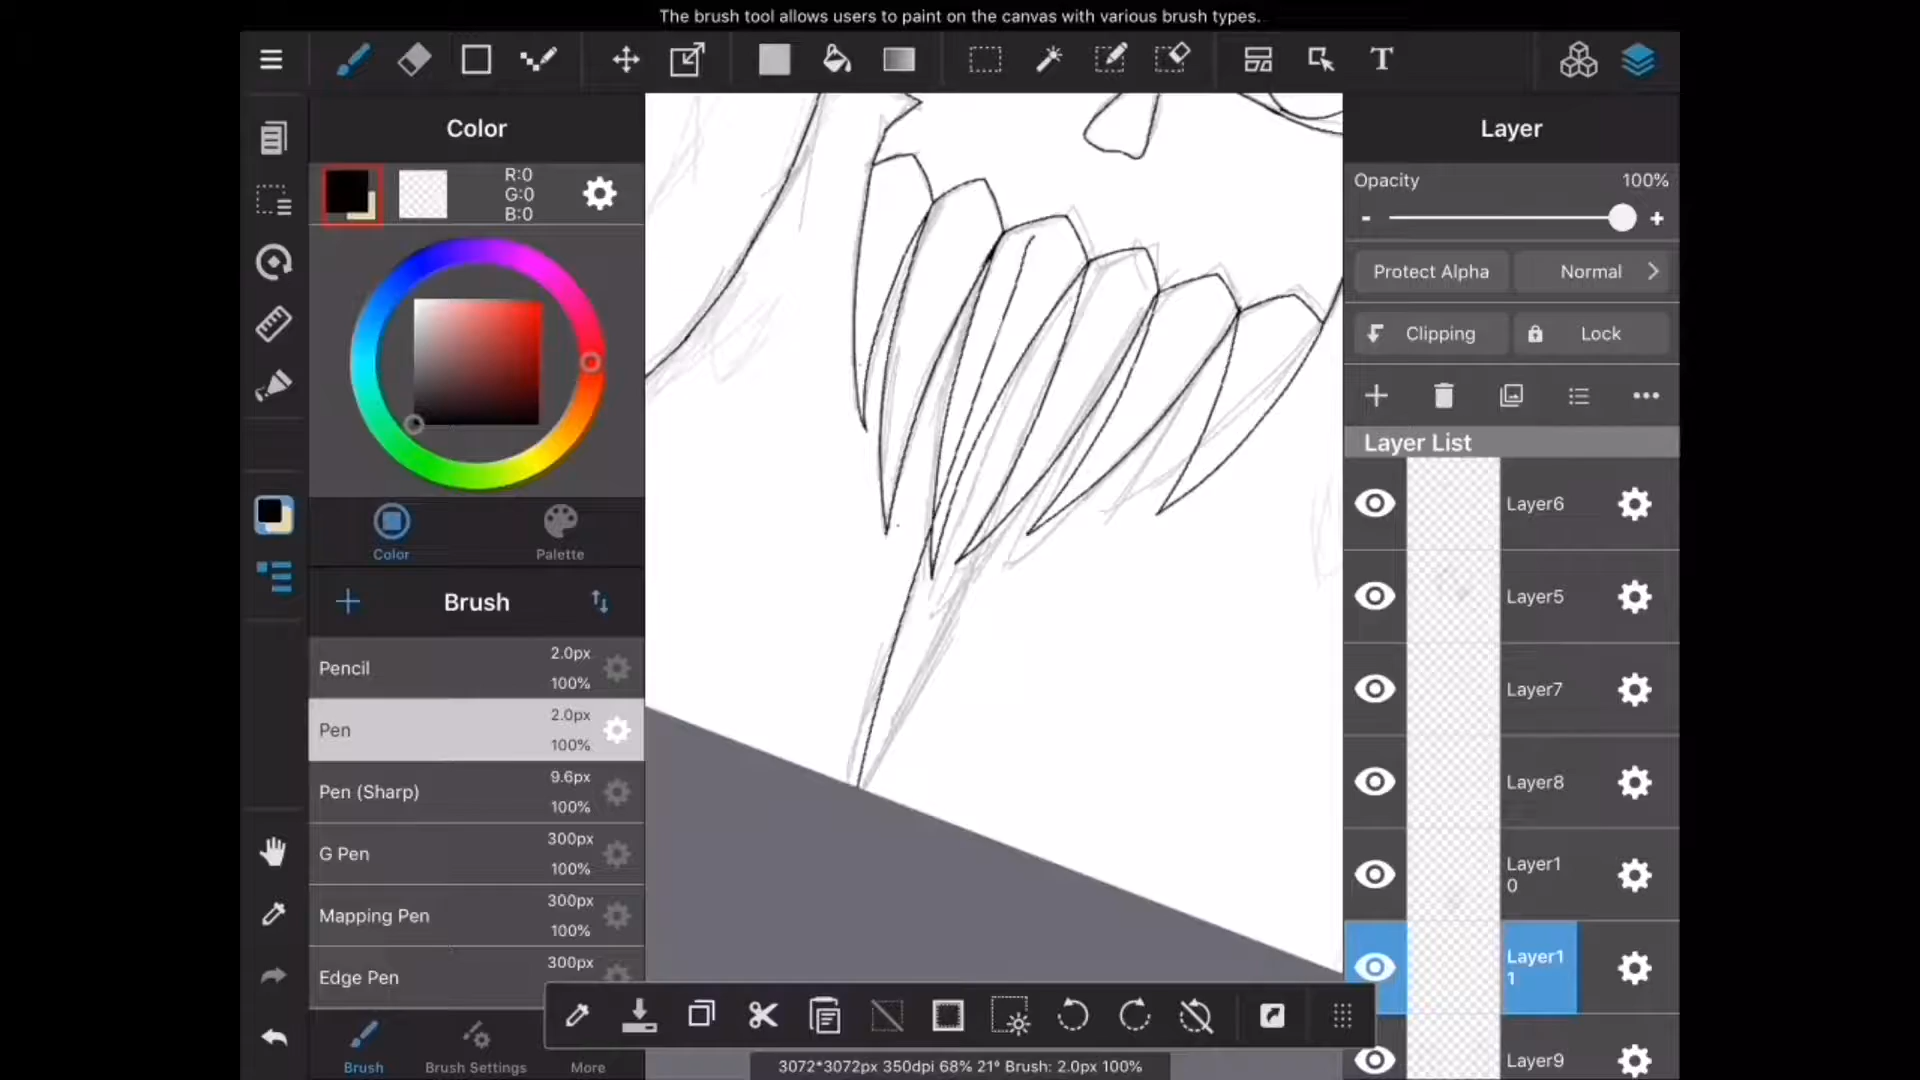 The brush tool allows users to paint on the canvas with various brush types.
T
Color
R:0
G:0
B:0
Color
Palette
Brush
Pencil
2.0px
100%
Pen
2.0px
100%
Pen (Sharp)
9.6px
100%
G Pen
300px
100%
Mapping Pen
300px
100%
Edge Pen
300px
Brush
Brush Settings
More
3072*3072px 350dpi 68% 21° Brush: 2.0px 100%
Layer
Opacity
100%
- +
Protect Alpha
Normal
Clipping
Lock
Layer List
Layer6
Layer5
Layer7
Layer8
Layer1
0
Layer1
1
Layer9